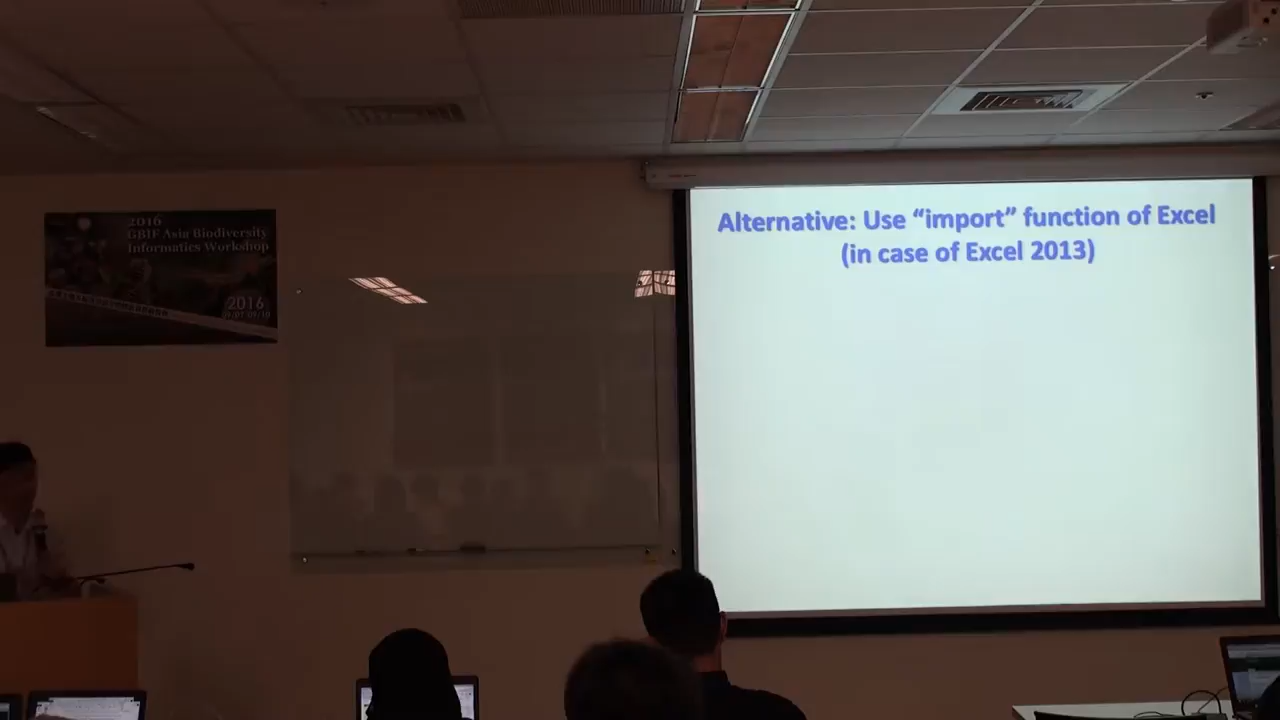 2016
GBIF Asia Biodiversity
Informatics Workshop
2016
Alternative: Use “import” function of Excel
(in case of Excel 2013)